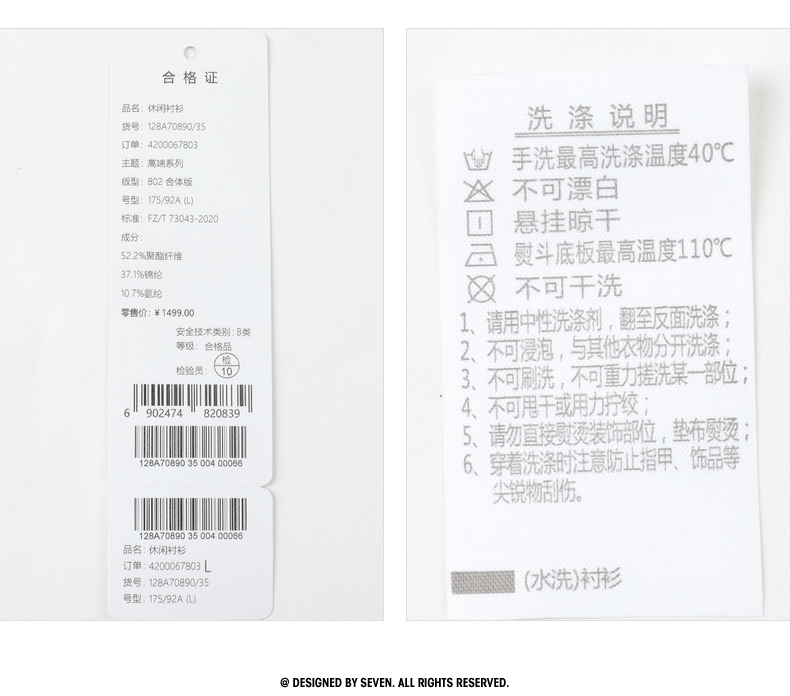 合格证
品名: 休闲衬衫
货号: 128A70890/35
订单: 4200067803
主题: 高端系列
版型: 802 合体版
号型: 175/92A (L)
标准: FZ/T 73043-2020
成分:
52.2%聚酯纤维
37.1%锦纶
10.7%氨纶
零售价: ¥1499.00
安全技术类别: B类
等级: 合格品
检验员: 检 10
6 902474 820839
128A70890 35 004 00066
128A70890 35 004 00066
品名: 休闲衬衫
订单: 4200067803 L
货号: 128A70890/35
号型: 175/92A (L)
洗涤说明
手洗最高洗涤温度40℃
不可漂白
悬挂晾干
熨斗底板最高温度110℃
不可干洗
1、请用中性洗涤剂，翻至反面洗涤；
2、不可浸泡，与其他衣物分开洗涤；
3、不可刷洗，不可重力搓洗某一部位；
4、不可甩干或用力拧绞；
5、请勿直接熨烫装饰部位，垫布熨烫；
6、穿着洗涤时注意防止指甲、饰品等
尖锐物刮伤。
(水洗)衬衫
@ DESIGNED BY SEVEN. ALL RIGHTS RESERVED.